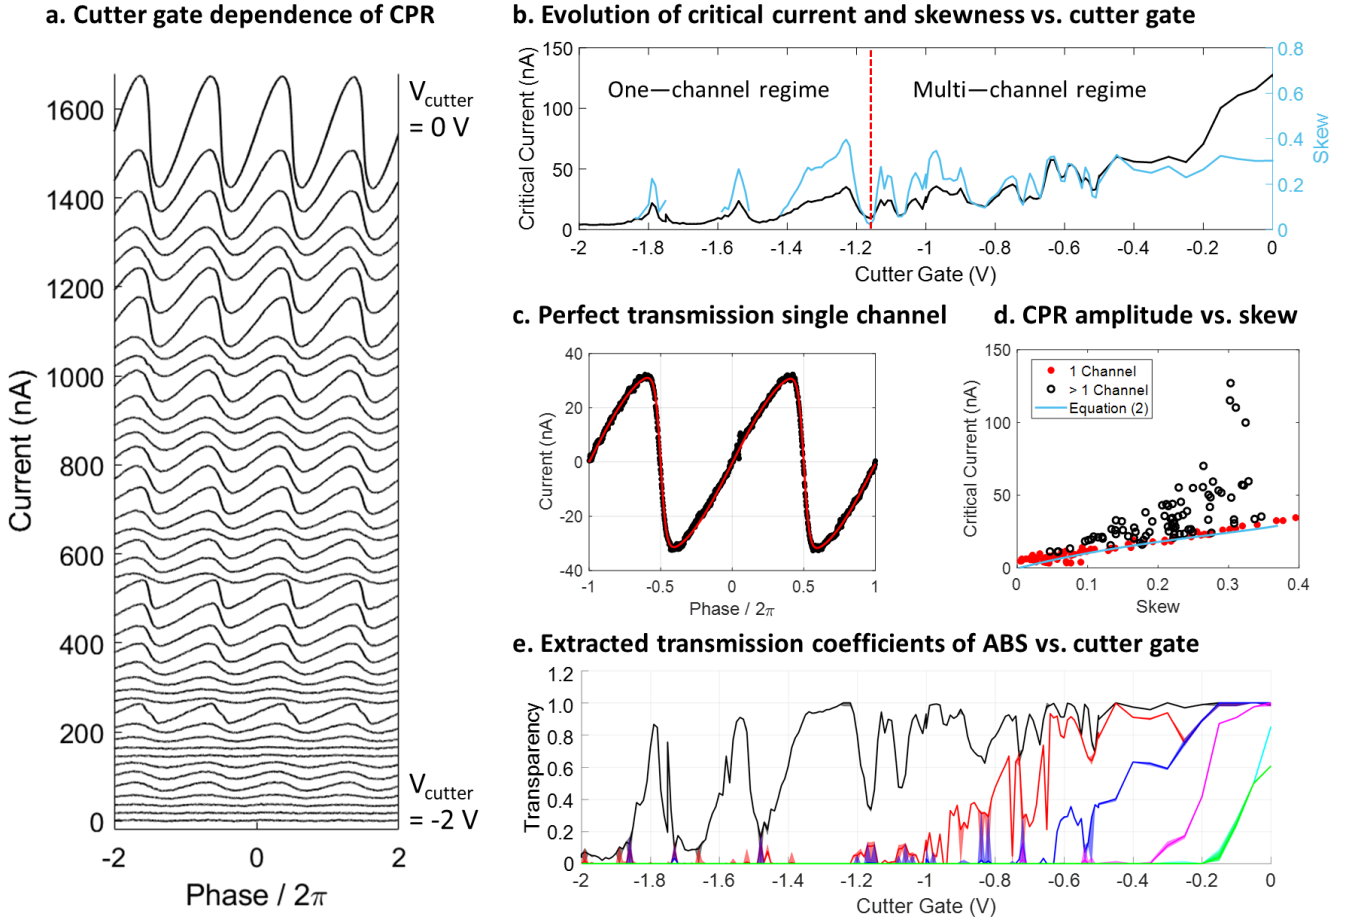 a. Cutter gate dependence of CPR
Current (nA)
1600
1400
1200
1000
800
600
400
200
0
-2
0
2
Phase / 2π
Vcutter
= 0 V
Vcutter
= -2 V
b. Evolution of critical current and skewness vs. cutter gate
Critical Current (nA)
150
100
50
0
One—channel regime
Multi—channel regime
0.8
0.6
0.4
0.2
0
Skew
-2
-1.8
-1.6
-1.4
-1.2
-1
-0.8
-0.6
-0.4
-0.2
0
Cutter Gate (V)
c. Perfect transmission single channel
Current (nA)
40
20
0
-20
-40
-1
-0.5
0
0.5
1
Phase / 2π
d. CPR amplitude vs. skew
Critical Current (nA)
150
100
50
0
1 Channel
> 1 Channel
Equation (2)
0
0.1
0.2
0.3
0.4
Skew
e. Extracted transmission coefficients of ABS vs. cutter gate
Transparency
1.2
1.0
0.8
0.6
0.4
0.2
0
-2
-1.8
-1.6
-1.4
-1.2
-1
-0.8
-0.6
-0.4
-0.2
0
Cutter Gate (V)